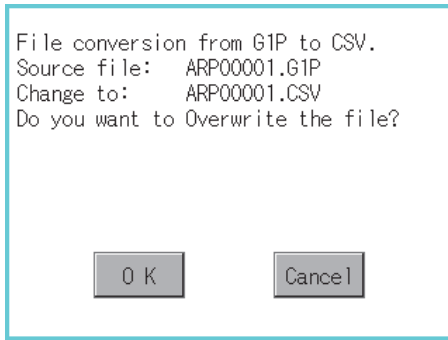 File conversion from G1P to CSV.
Source file: ARP00001.G1P
Change to: ARP00001.CSV
Do you want to Overwrite the file?
OK Cancel